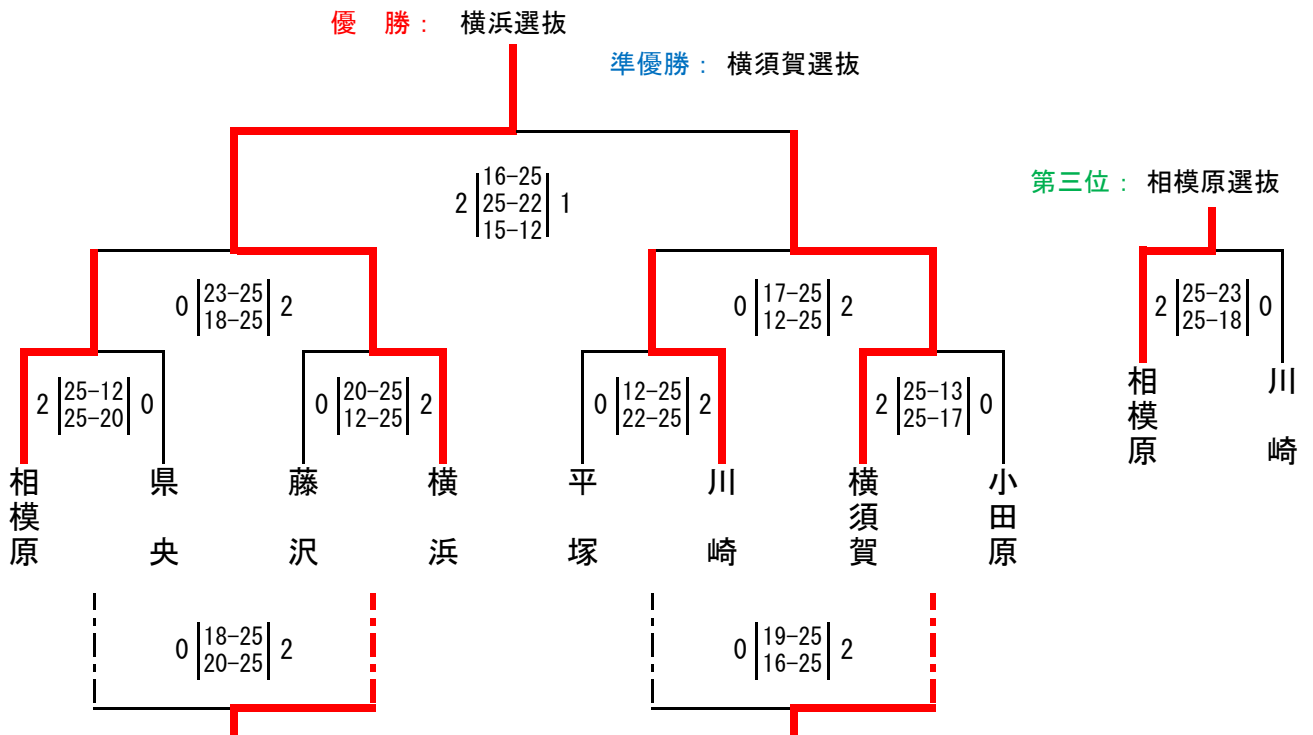 優　勝： 横浜選抜
準優勝： 横須賀選抜
第三位： 相模原選抜
2 16-25 1
25-22
15-12
0 23-25 2
18-25
0 17-25 2
12-25
2 25-23 0
25-18
2 25-12 0
25-20
0 20-25 2
12-25
0 12-25 2
22-25
2 25-13 0
25-17
相模原
川　崎
相模原
県　央
藤　沢
横　浜
平　塚
川　崎
横須賀
小田原
0 18-25 2
20-25
0 19-25 2
16-25